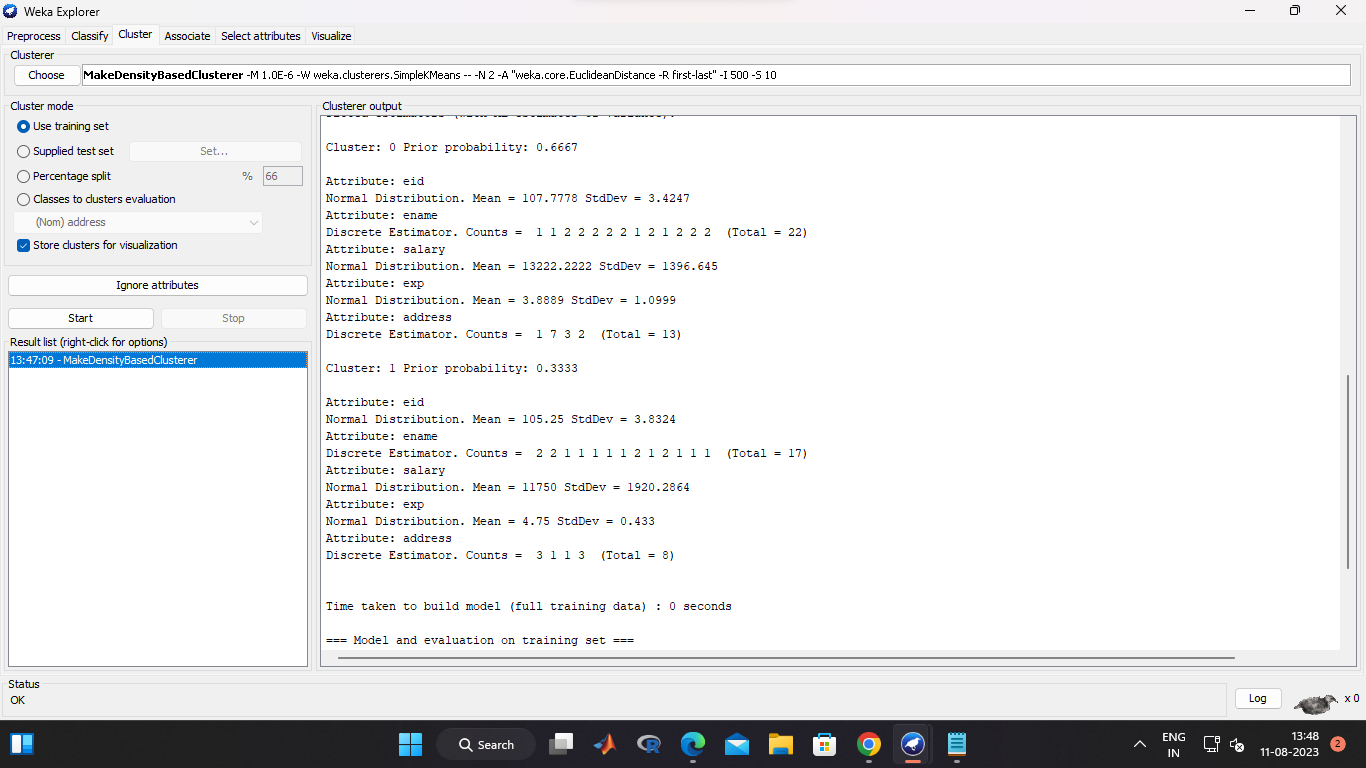 Weka Explorer
Preprocess Classify Cluster Associate Select attributes Visualize
Clusterer
Choose MakeDensityBasedClusterer -M 1.0E-6 -W weka.clusterers.SimpleKMeans -- -N 2 -A "weka.core.EuclideanDistance -R first-last" -I 500 -S 10
Cluster mode
Use training set
Supplied test set Set...
Percentage split % 66
Classes to clusters evaluation
(Nom) address
Store clusters for visualization
Ignore attributes
Start Stop
Result list (right-click for options)
13:47:09 - MakeDensityBasedClusterer
Clusterer output
Cluster: 0 Prior probability: 0.6667
Attribute: eid
Normal Distribution. Mean = 107.7778 StdDev = 3.4247
Attribute: ename
Discrete Estimator. Counts =  1 1 2 2 2 2 2 1 2 1 2 2 2  (Total = 22)
Attribute: salary
Normal Distribution. Mean = 13222.2222 StdDev = 1396.645
Attribute: exp
Normal Distribution. Mean = 3.8889 StdDev = 1.0999
Attribute: address
Discrete Estimator. Counts =  1 7 3 2  (Total = 13)
Cluster: 1 Prior probability: 0.3333
Attribute: eid
Normal Distribution. Mean = 105.25 StdDev = 3.8324
Attribute: ename
Discrete Estimator. Counts =  2 2 1 1 1 1 1 2 1 2 1 1 1  (Total = 17)
Attribute: salary
Normal Distribution. Mean = 11750 StdDev = 1920.2864
Attribute: exp
Normal Distribution. Mean = 4.75 StdDev = 0.433
Attribute: address
Discrete Estimator. Counts =  3 1 1 3  (Total = 8)
Time taken to build model (full training data) : 0 seconds
=== Model and evaluation on training set ===
Status
OK
Log x 0
Search
ENG
IN
13:48
11-08-2023
2